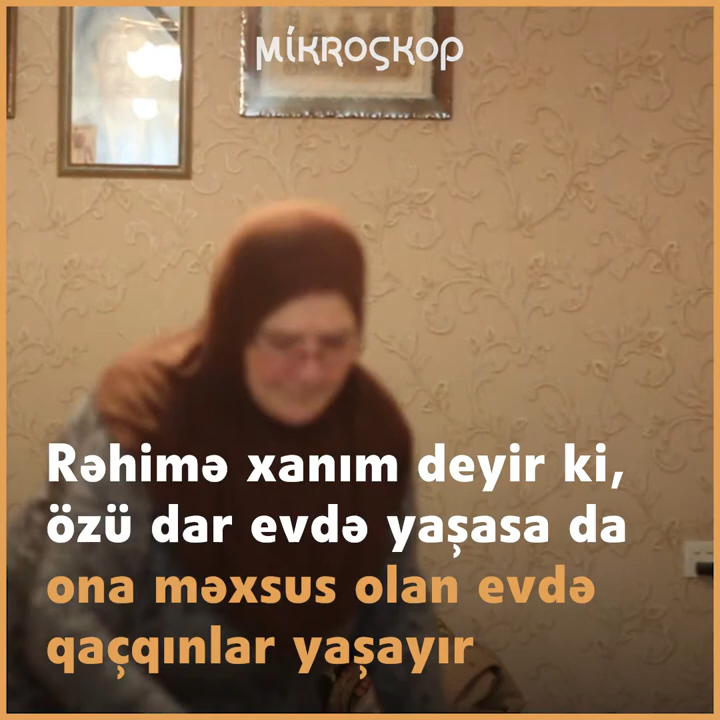 MİKROSKOP
Rəhimə xanım deyir ki,
özü dar evdə yaşasa da
ona məxsus olan evdə
qaçqınlar yaşayır